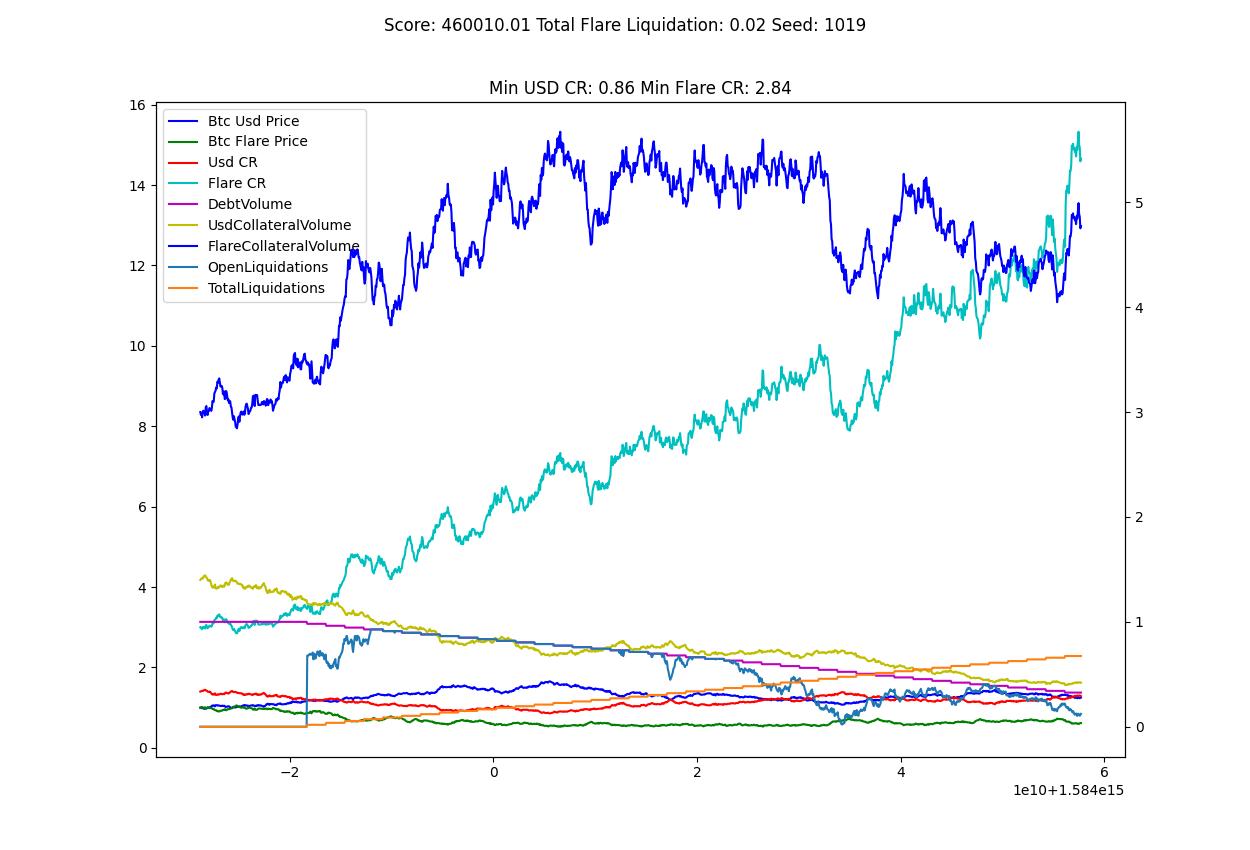 Score: 460010.01 Total Flare Liquidation: 0.02 Seed: 1019
Min USD CR: 0.86 Min Flare CR: 2.84
Btc Usd Price
Btc Flare Price
Usd CR
Flare CR
DebtVolume
UsdCollateralVolume
FlareCollateralVolume
OpenLiquidations
TotalLiquidations
16
14
12
10
8
6
4
2
0
5
4
3
2
1
0
−2
0
2
4
6
1e10+1.584e15